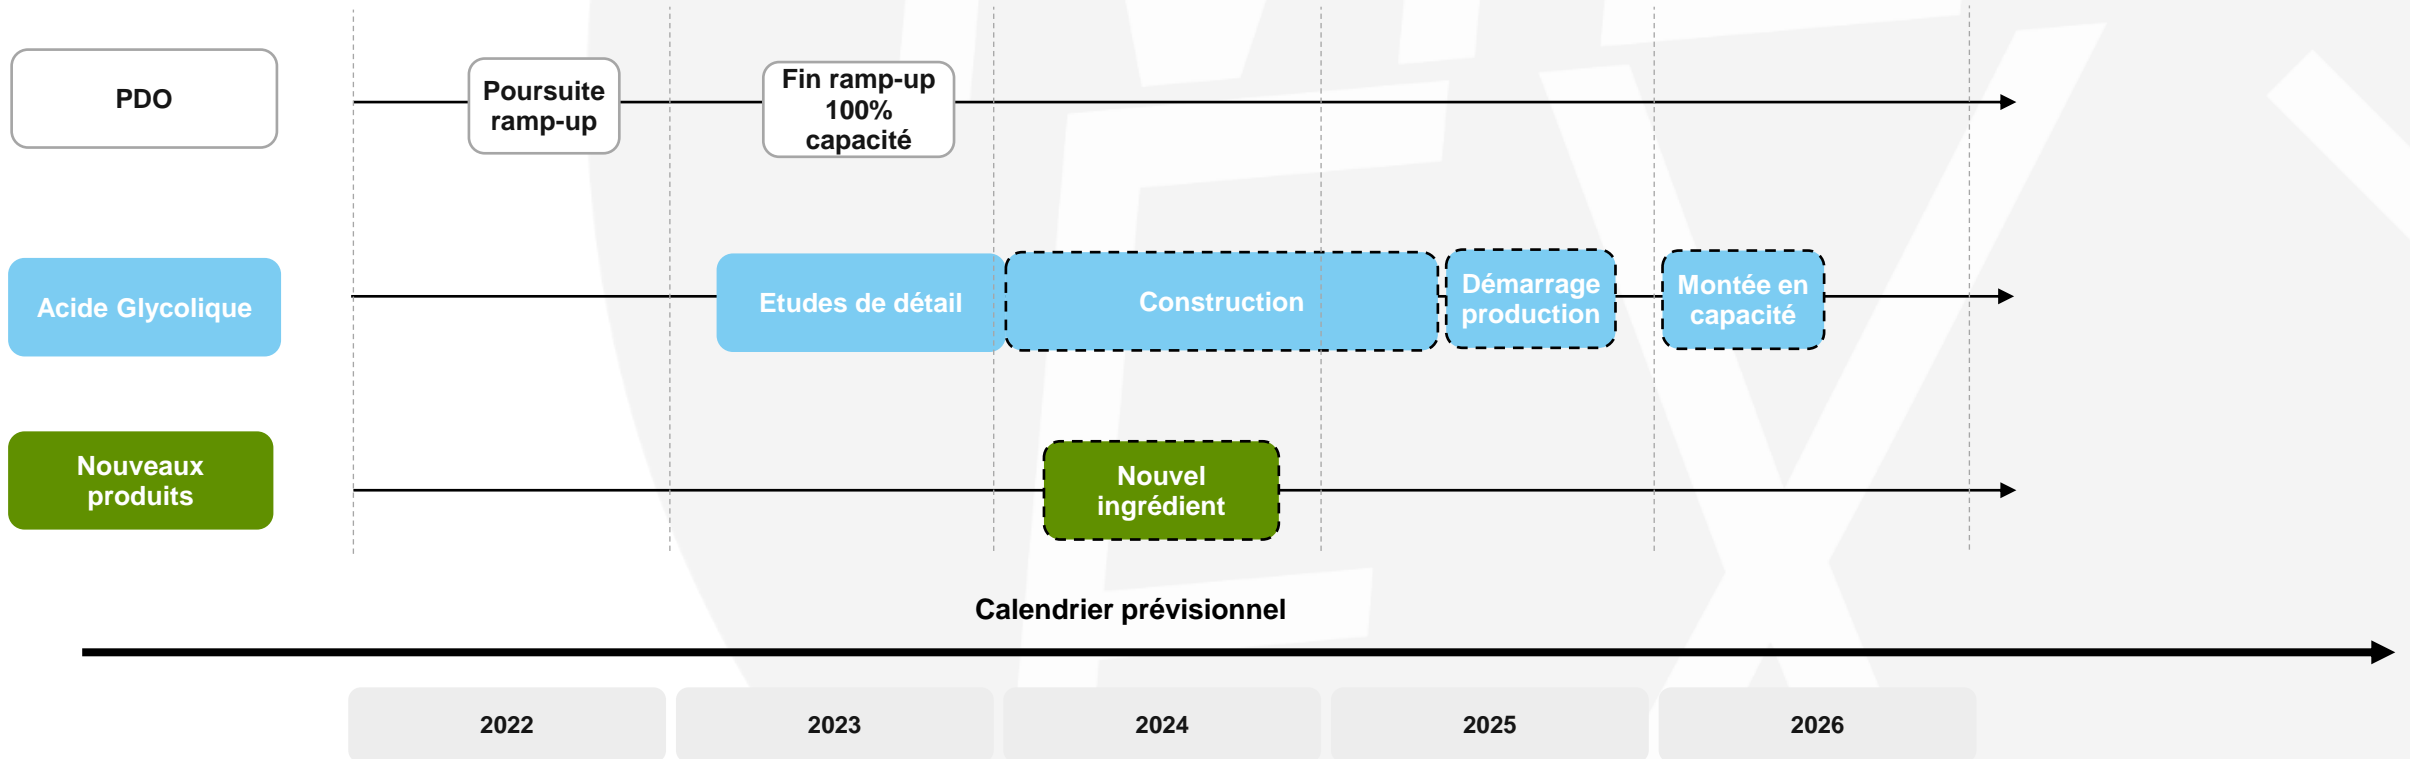 PDO
Poursuite
ramp-up
Fin ramp-up
100%
capacité
Acide Glycolique
Etudes de détail
Construction
Démarrage
production
Montée en
capacité
Nouveaux
produits
Nouvel
ingrédient
Calendrier prévisionnel
2022
2023
2024
2025
2026